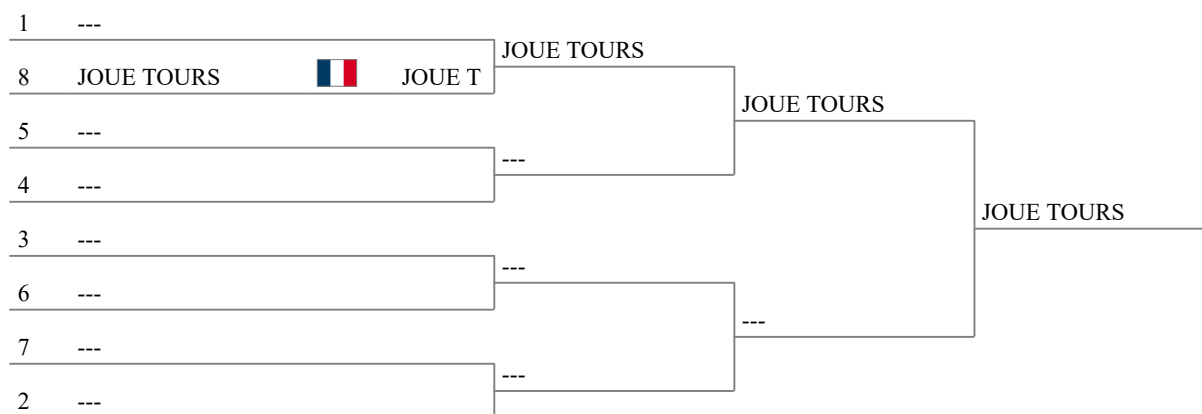 1 ---
JOUE TOURS
8 JOUE TOURS JOUE T
JOUE TOURS
5 ---
---
4 ---
JOUE TOURS
3 ---
---
6 ---
---
7 ---
---
2 ---